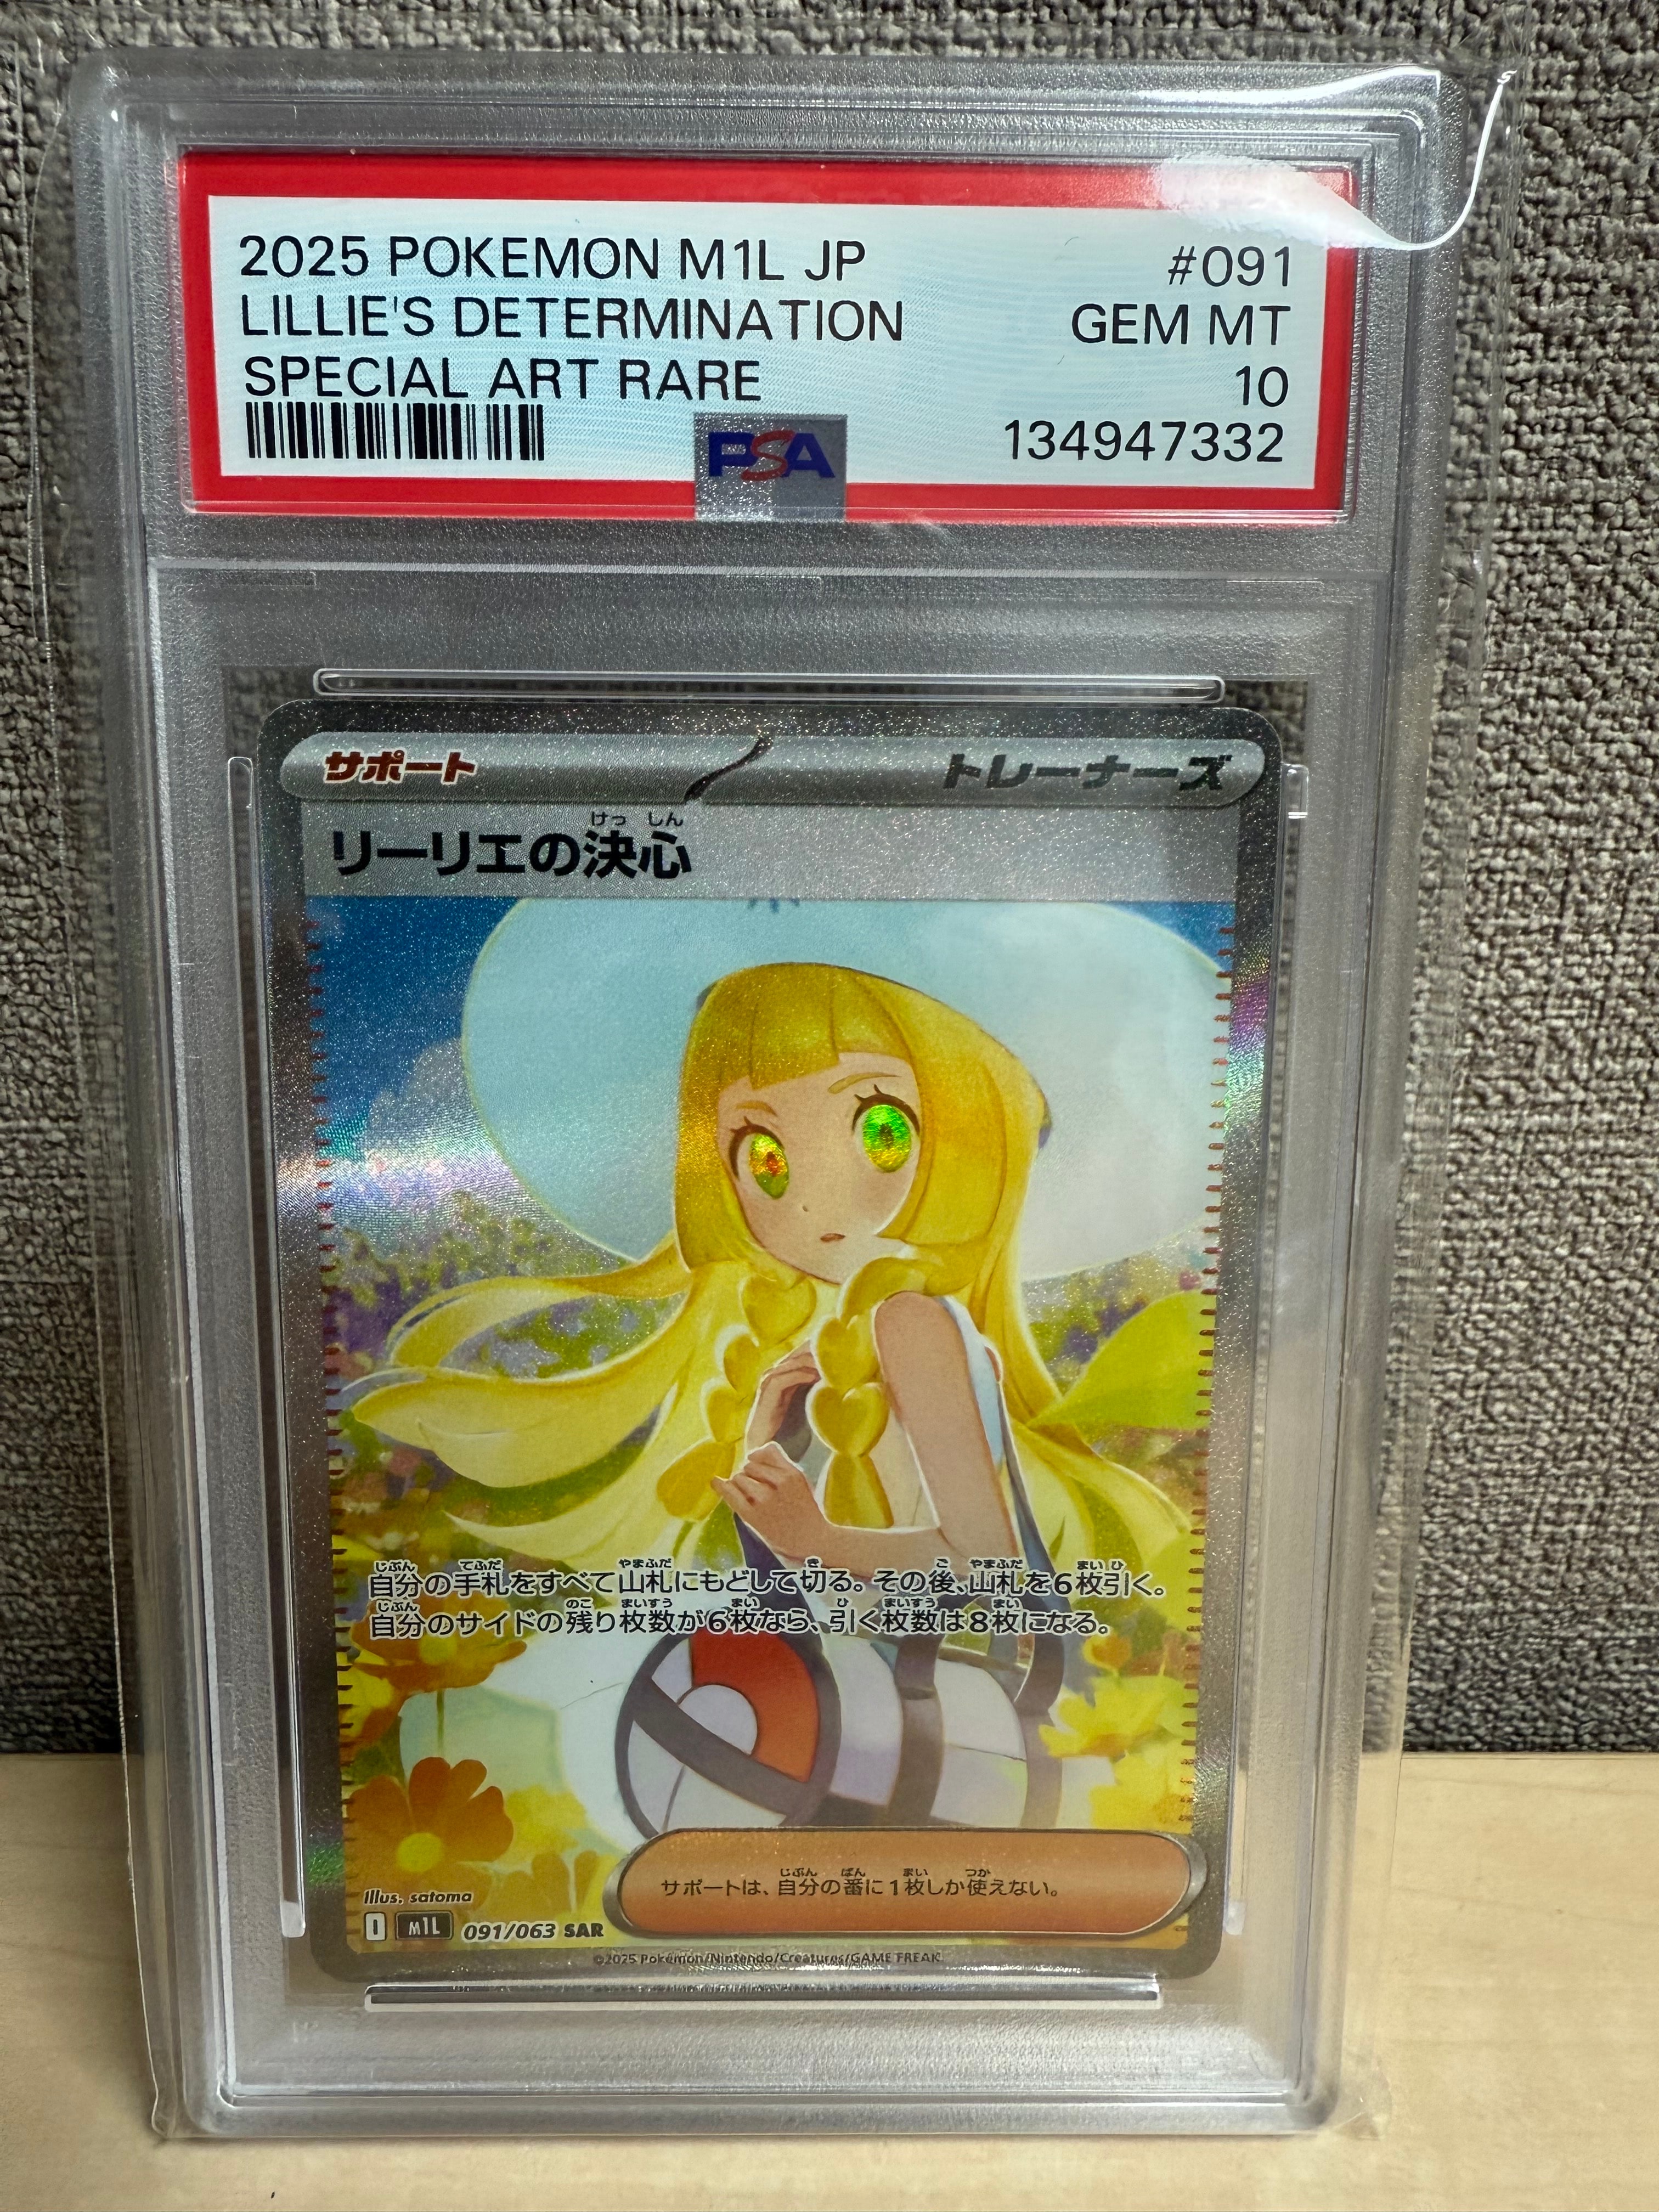 2025 POKEMON M1L JP #091
LILLIE'S DETERMINATION GEM MT
SPECIAL ART RARE 10
PSA 134947332
サポート トレーナーズ
けっ しん
リーリエの決心
じぶん てふだ やまふだ き ご やまふだ まい ひ
自分の手札をすべて山札にもどして切る。その後、山札を6枚引く。
じぶん のこ まいすう まい ひ まいすう まい
自分のサイドの残り枚数が6枚なら、引く枚数は8枚になる。
じぶん ばん まい つか
サポートは、自分の番に1枚しか使えない。
Illus. satoma
I M1L 091/063 SAR
©2025 Pokémon/Nintendo/Creatures/GAME FREAK